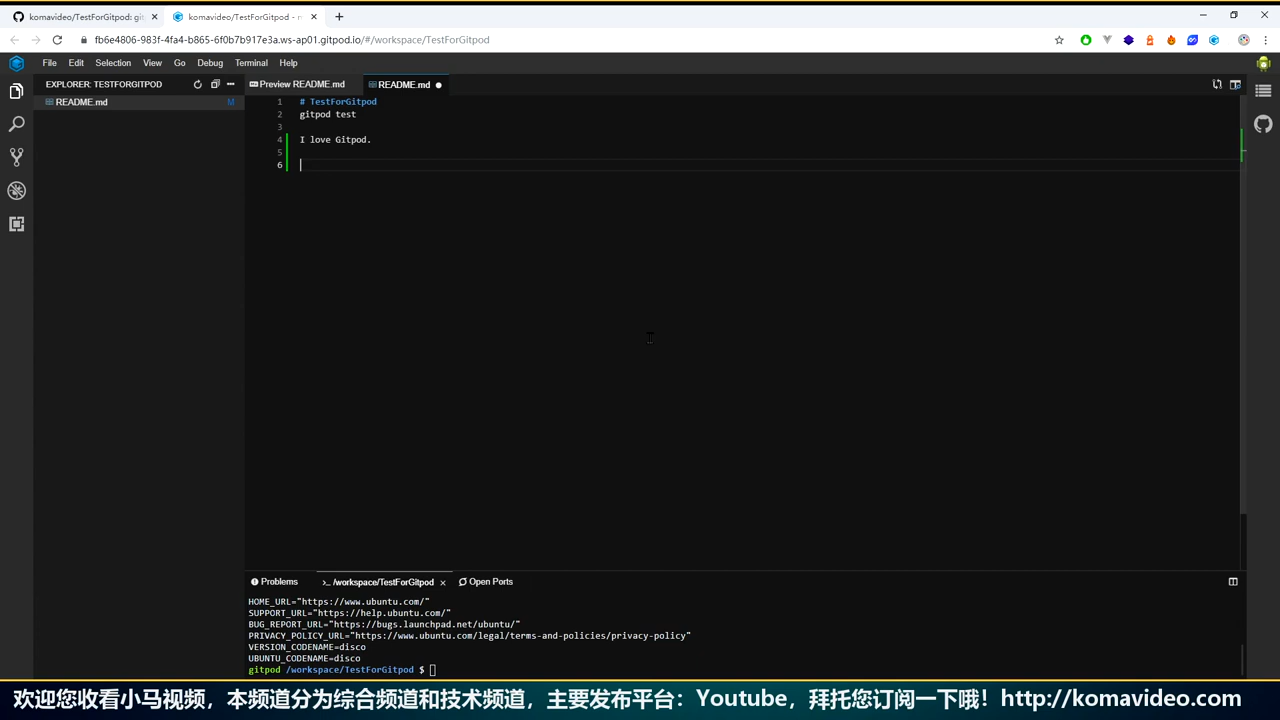 komavideo/TestForGitpod: git
komavideo/TestForGitpod - n
fb6e4806-983f-4fa4-b865-6f0b7b917e3a.ws-ap01.gitpod.io/#/workspace/TestForGitpod
File Edit Selection View Go Debug Terminal Help
EXPLORER: TESTFORGITPOD
Preview README.md
README.md
README.md M
1 # TestForGitpod
2 gitpod test
3
4 I love Gitpod.
5
6
Problems
/workspace/TestForGitpod
Open Ports
HOME_URL="https://www.ubuntu.com/"
SUPPORT_URL="https://help.ubuntu.com/"
BUG_REPORT_URL="https://bugs.launchpad.net/ubuntu/"
PRIVACY_POLICY_URL="https://www.ubuntu.com/legal/terms-and-policies/privacy-policy"
VERSION_CODENAME=disco
UBUNTU_CODENAME=disco
gitpod /workspace/TestForGitpod $
欢迎您收看小马视频，本频道分为综合频道和技术频道，主要发布平台：Youtube，拜托您订阅一下哦！http://komavideo.com